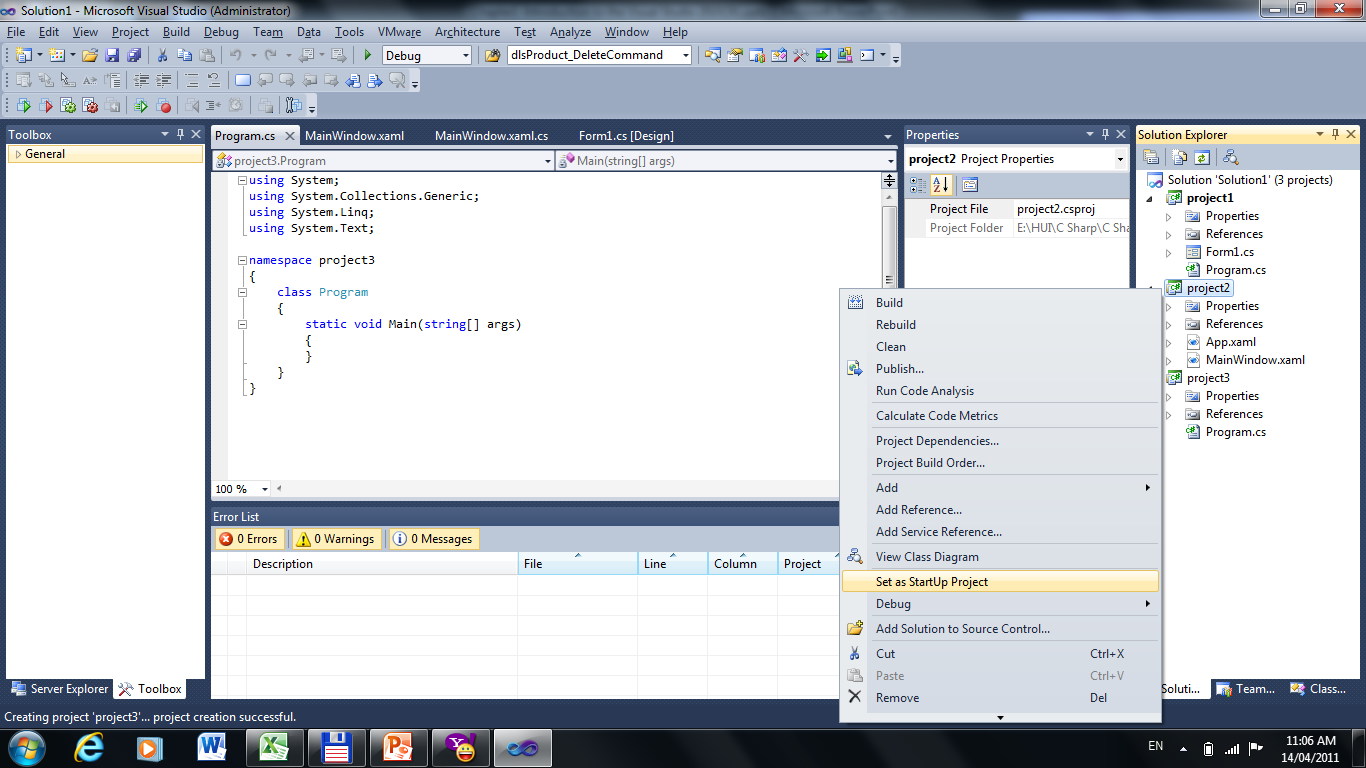 Solution1 - Microsoft Visual Studio (Administrator)
File Edit View Project Build Debug Team Data Tools VMware Architecture Test Analyze Window Help
Debug dlsProduct_DeleteCommand
Toolbox
General
Server Explorer Toolbox
Program.cs MainWindow.xaml MainWindow.xaml.cs Form1.cs [Design]
project3.Program Main(string[] args)
using System;
using System.Collections.Generic;
using System.Linq;
using System.Text;
namespace project3
{
class Program
{
static void Main(string[] args)
{
}
}
}
100 %
Error List
0 Errors 0 Warnings 0 Messages
Description File Line Column Project
Properties
project2 Project Properties
Project File project2.csproj
Project Folder E:\HUI\C Sharp\C Sha
Solution Explorer
Solution 'Solution1' (3 projects)
project1
Properties
References
Form1.cs
Program.cs
project2
Properties
References
App.xaml
MainWindow.xaml
project3
Properties
References
Program.cs
Soluti... Team... Class...
Build
Rebuild
Clean
Publish...
Run Code Analysis
Calculate Code Metrics
Project Dependencies...
Project Build Order...
Add
Add Reference...
Add Service Reference...
View Class Diagram
Set as StartUp Project
Debug
Add Solution to Source Control...
Cut Ctrl+X
Paste Ctrl+V
Remove Del
Creating project 'project3'... project creation successful.
EN 11:06 AM
14/04/2011